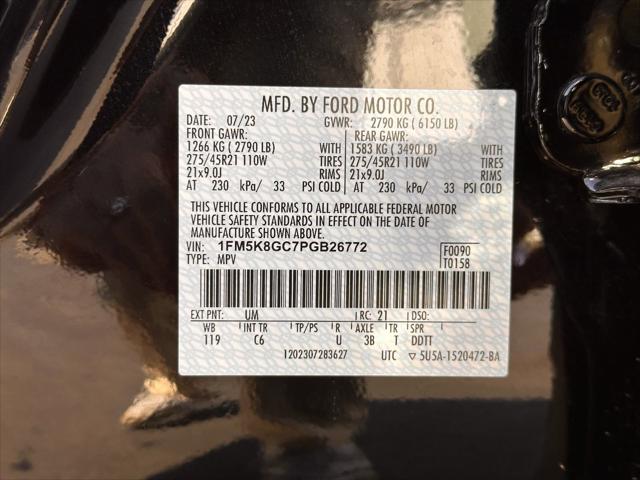 MFD. BY FORD MOTOR CO.
DATE: 07/23 GVWR: 2790 KG ( 6150 LB)
FRONT GAWR: REAR GAWR:
1266 KG ( 2790 LB) WITH 1583 KG ( 3490 LB) WITH
275/45R21 110W TIRES 275/45R21 110W TIRES
21x9.0J RIMS 21x9.0J RIMS
AT 230 kPa/ 33 PSI COLD AT 230 kPa/ 33 PSI COLD
THIS VEHICLE CONFORMS TO ALL APPLICABLE FEDERAL MOTOR
VEHICLE SAFETY STANDARDS IN EFFECT ON THE DATE OF
MANUFACTURE SHOWN ABOVE.
VIN: 1FM5K8GC7PGB26772 F0090
TYPE: MPV T0158
EXT PNT: UM RC: 21 DSO:
WB INT TR TP/PS R AXLE TR SPR
119 C6 U 3B T DDTT
1202307283627 UTC ▽ 5U5A-1520472-BA